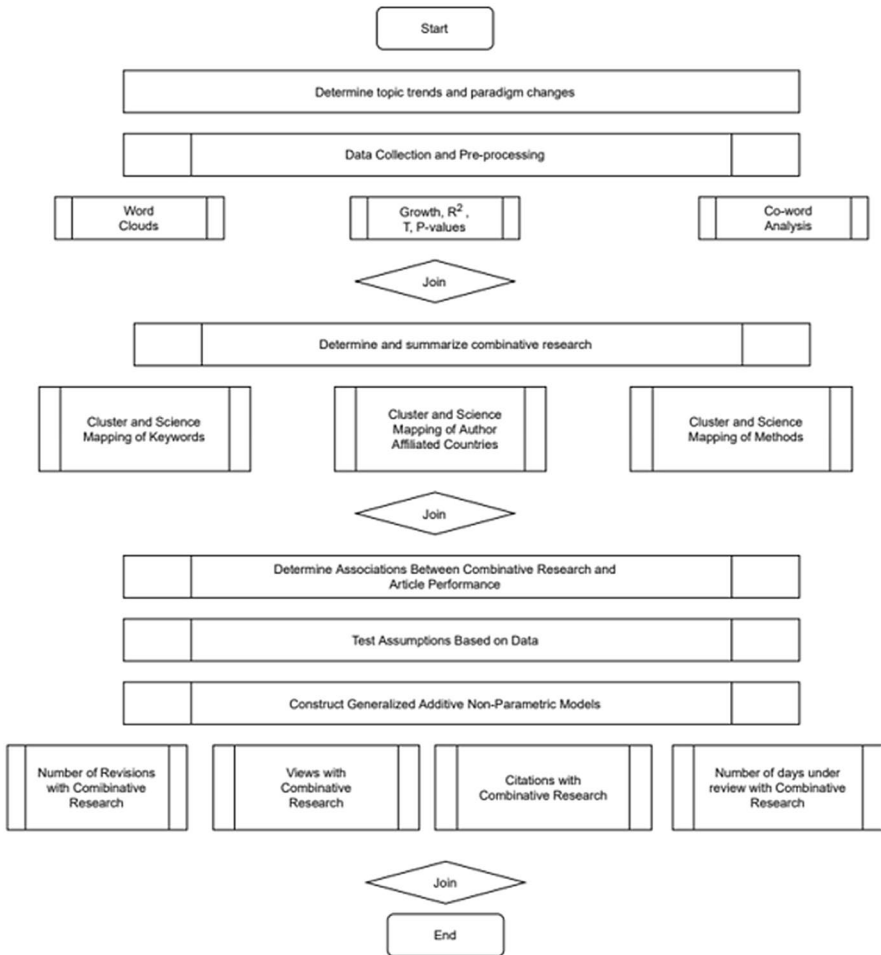 Start
Determine topic trends and paradigm changes
Data Collection and Pre-processing
Word
Clouds
Growth, R²,
T, P-values
Co-word
Analysis
Join
Determine and summarize combinative research
Cluster and Science
Mapping of Keywords
Cluster and Science
Mapping of Author
Affiliated Countries
Cluster and Science
Mapping of Methods
Join
Determine Associations Between Combinative Research and
Article Performance
Test Assumptions Based on Data
Construct Generalized Additive Non-Parametric Models
Number of Revisions
with Comibinative
Research
Views with
Combinative
Research
Citations with
Combinative Research
Number of days under
review with Combinative
Research
Join
End